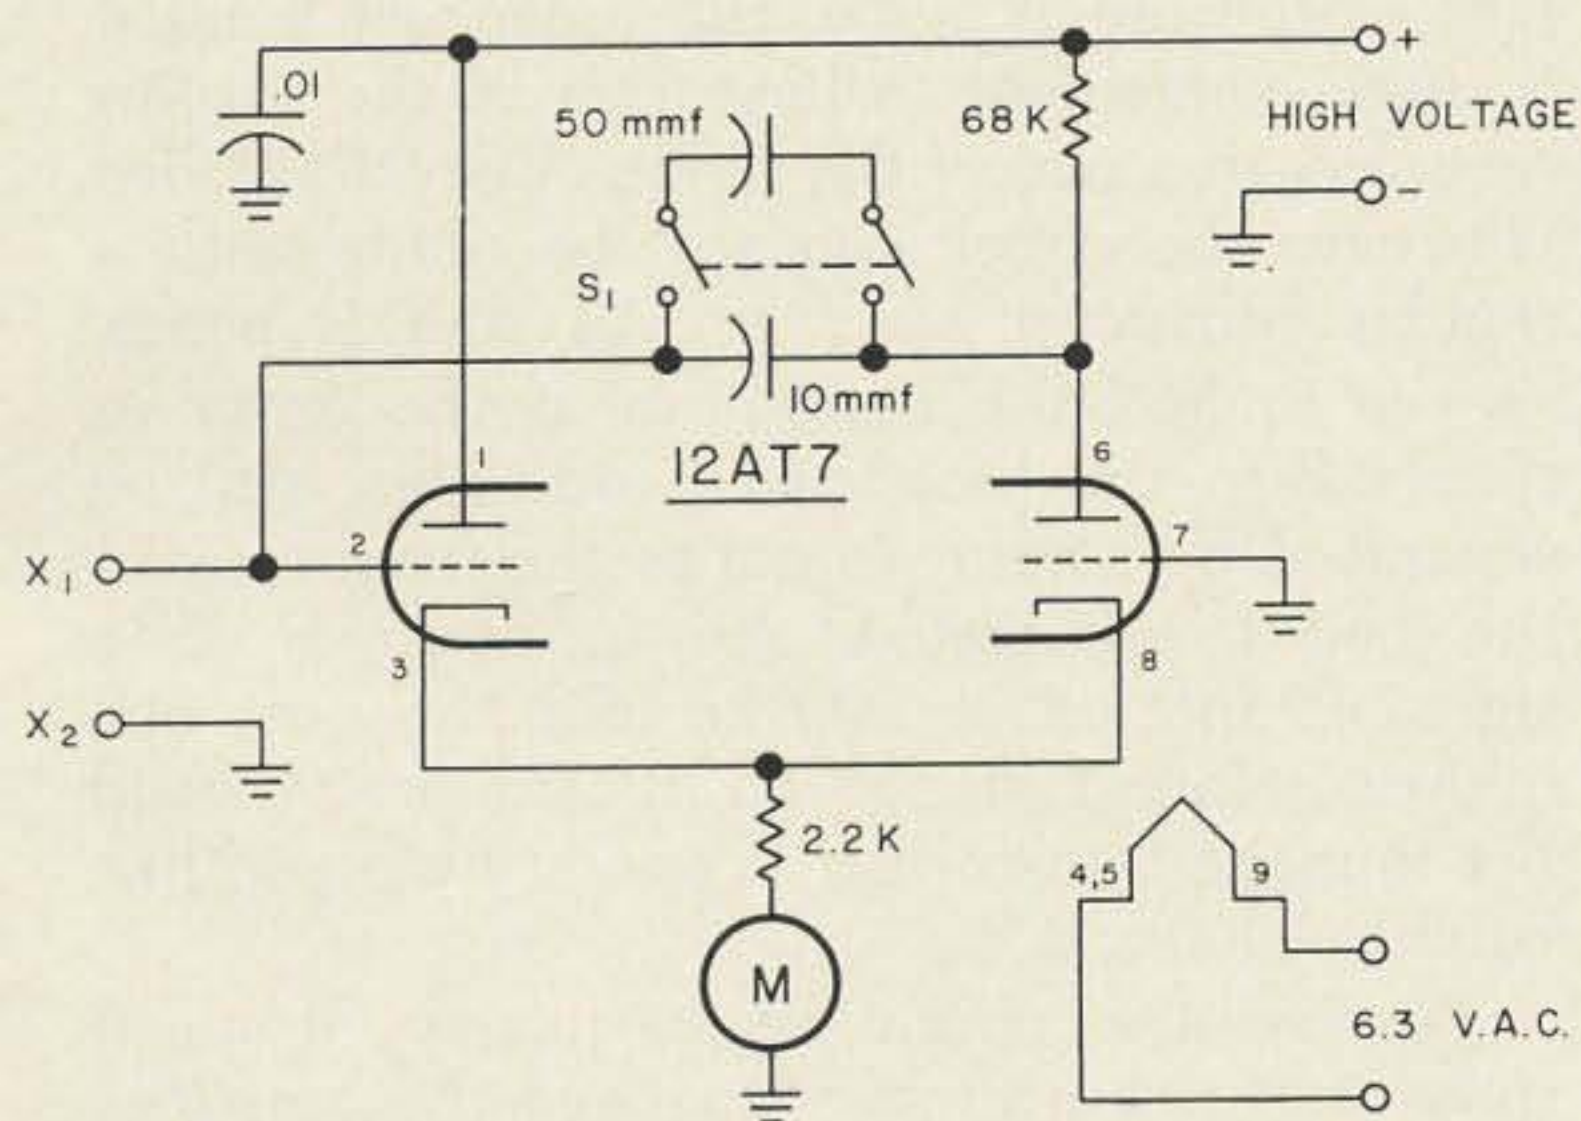 +
.01
50 mmf
68 K
HIGH VOLTAGE
-
S1
10 mmf
12AT7
1
6
2
7
X1
3
8
X2
2.2 K
4,5
9
M
6.3 V.A.C.